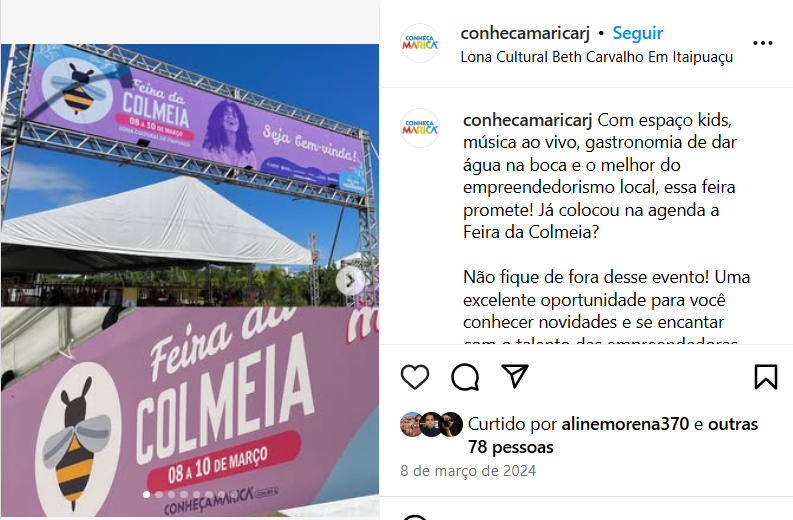 Feira da
COLMEIA
08 A 10 DE MARÇO
LONA CULTURAL DE ITAIPUAÇU
Seja bem-vinda!
Feira da
COLMEIA
08 A 10 DE MARÇO
CONHEÇAMARICÁ
conhecamaricarj • Seguir
Lona Cultural Beth Carvalho Em Itaipuaçu
CONHEÇA
MARICÁ
conhecamaricarj Com espaço kids,
música ao vivo, gastronomia de dar
água na boca e o melhor do
empreendedorismo local, essa feira
promete! Já colocou na agenda a
Feira da Colmeia?
Não fique de fora desse evento! Uma
excelente oportunidade para você
conhecer novidades e se encantar
com o talento das empreendedoras
Curtido por alinemorena370 e outras
78 pessoas
8 de março de 2024